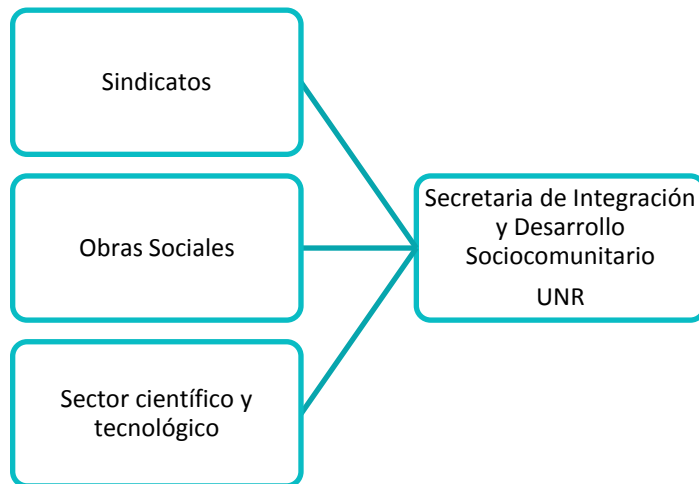 Sindicatos
Obras Sociales
Sector científico y
tecnológico
Secretaria de Integración
y Desarrollo
Sociocomunitario
UNR